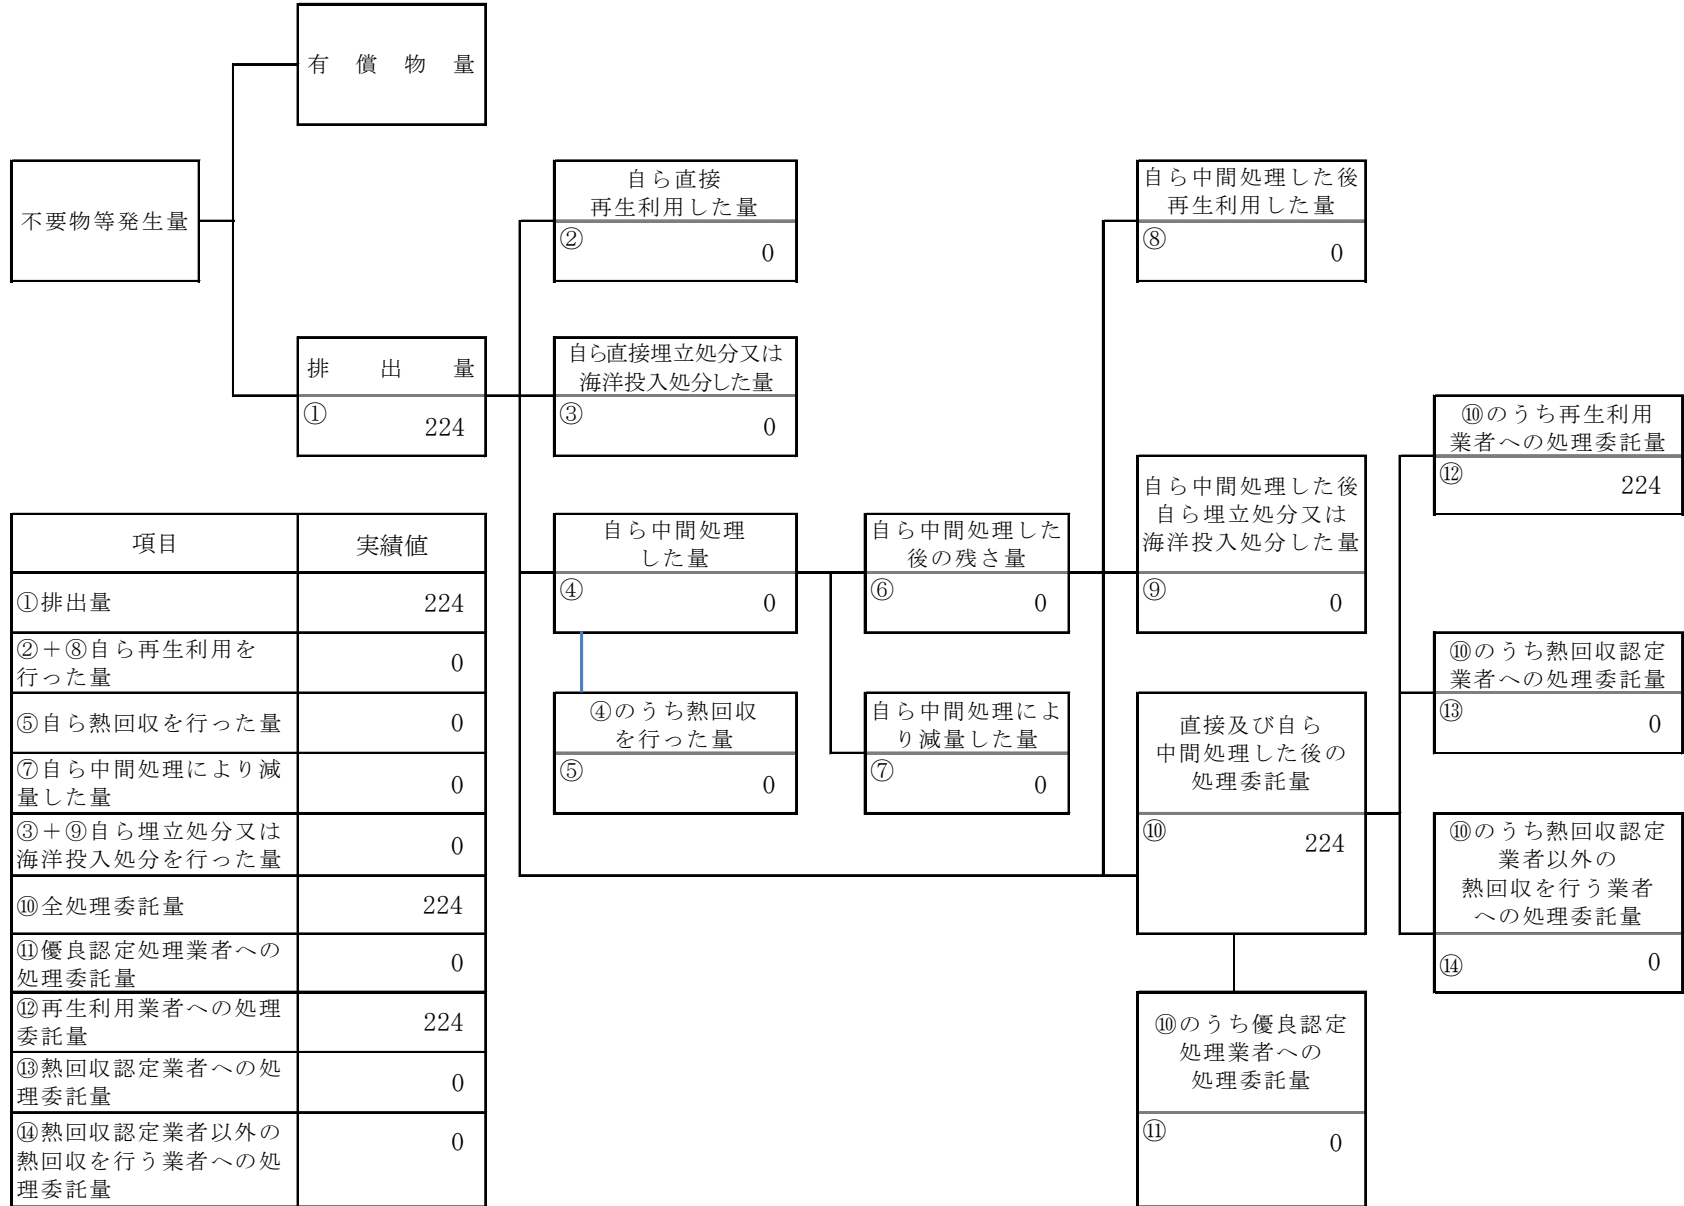 有償物量
不要物等発生量
自ら直接
再生利用した量
②
0
自ら中間処理した後
再生利用した量
⑧
0
排出量
①
224
自ら直接埋立処分又は
海洋投入処分した量
③
0
⑩のうち再生利用
業者への処理委託量
⑫
224
自ら中間処理
した量
④
0
自ら中間処理した
後の残さ量
⑥
0
自ら中間処理した後
自ら埋立処分又は
海洋投入処分した量
⑨
0
⑩のうち熱回収認定
業者への処理委託量
⑬
0
④のうち熱回収
を行った量
⑤
0
自ら中間処理によ
り減量した量
⑦
0
直接及び自ら
中間処理した後の
処理委託量
⑩
224
⑩のうち熱回収認定
業者以外の
熱回収を行う業者
への処理委託量
⑭
0
⑩のうち優良認定
処理業者への
処理委託量
⑪
0
項目
実績値
①排出量
224
②+⑧自ら再生利用を
行った量
0
⑤自ら熱回収を行った量
0
⑦自ら中間処理により減
量した量
0
③+⑨自ら埋立処分又は
海洋投入処分を行った量
0
⑩全処理委託量
224
⑪優良認定処理業者への
処理委託量
0
⑫再生利用業者への処理
委託量
224
⑬熱回収認定業者への処
理委託量
0
⑭熱回収認定業者以外の
熱回収を行う業者への処
理委託量
0